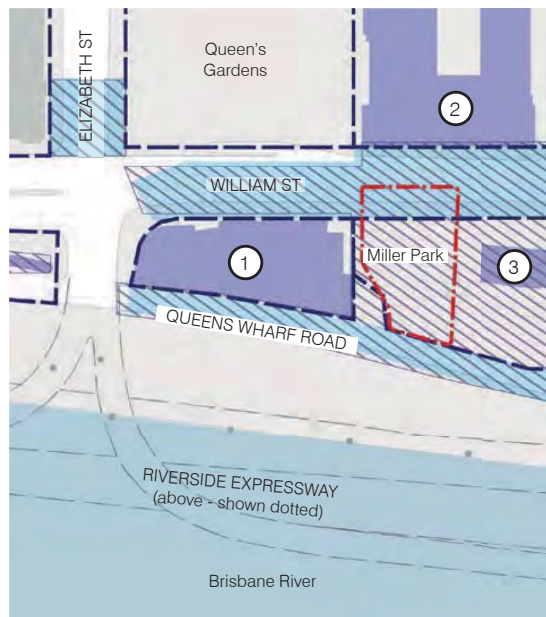 ELIZABETH ST
Queen's
Gardens
2
WILLIAM ST
1
Miller Park
3
QUEENS WHARF ROAD
RIVERSIDE EXPRESSWAY
(above - shown dotted)
Brisbane River